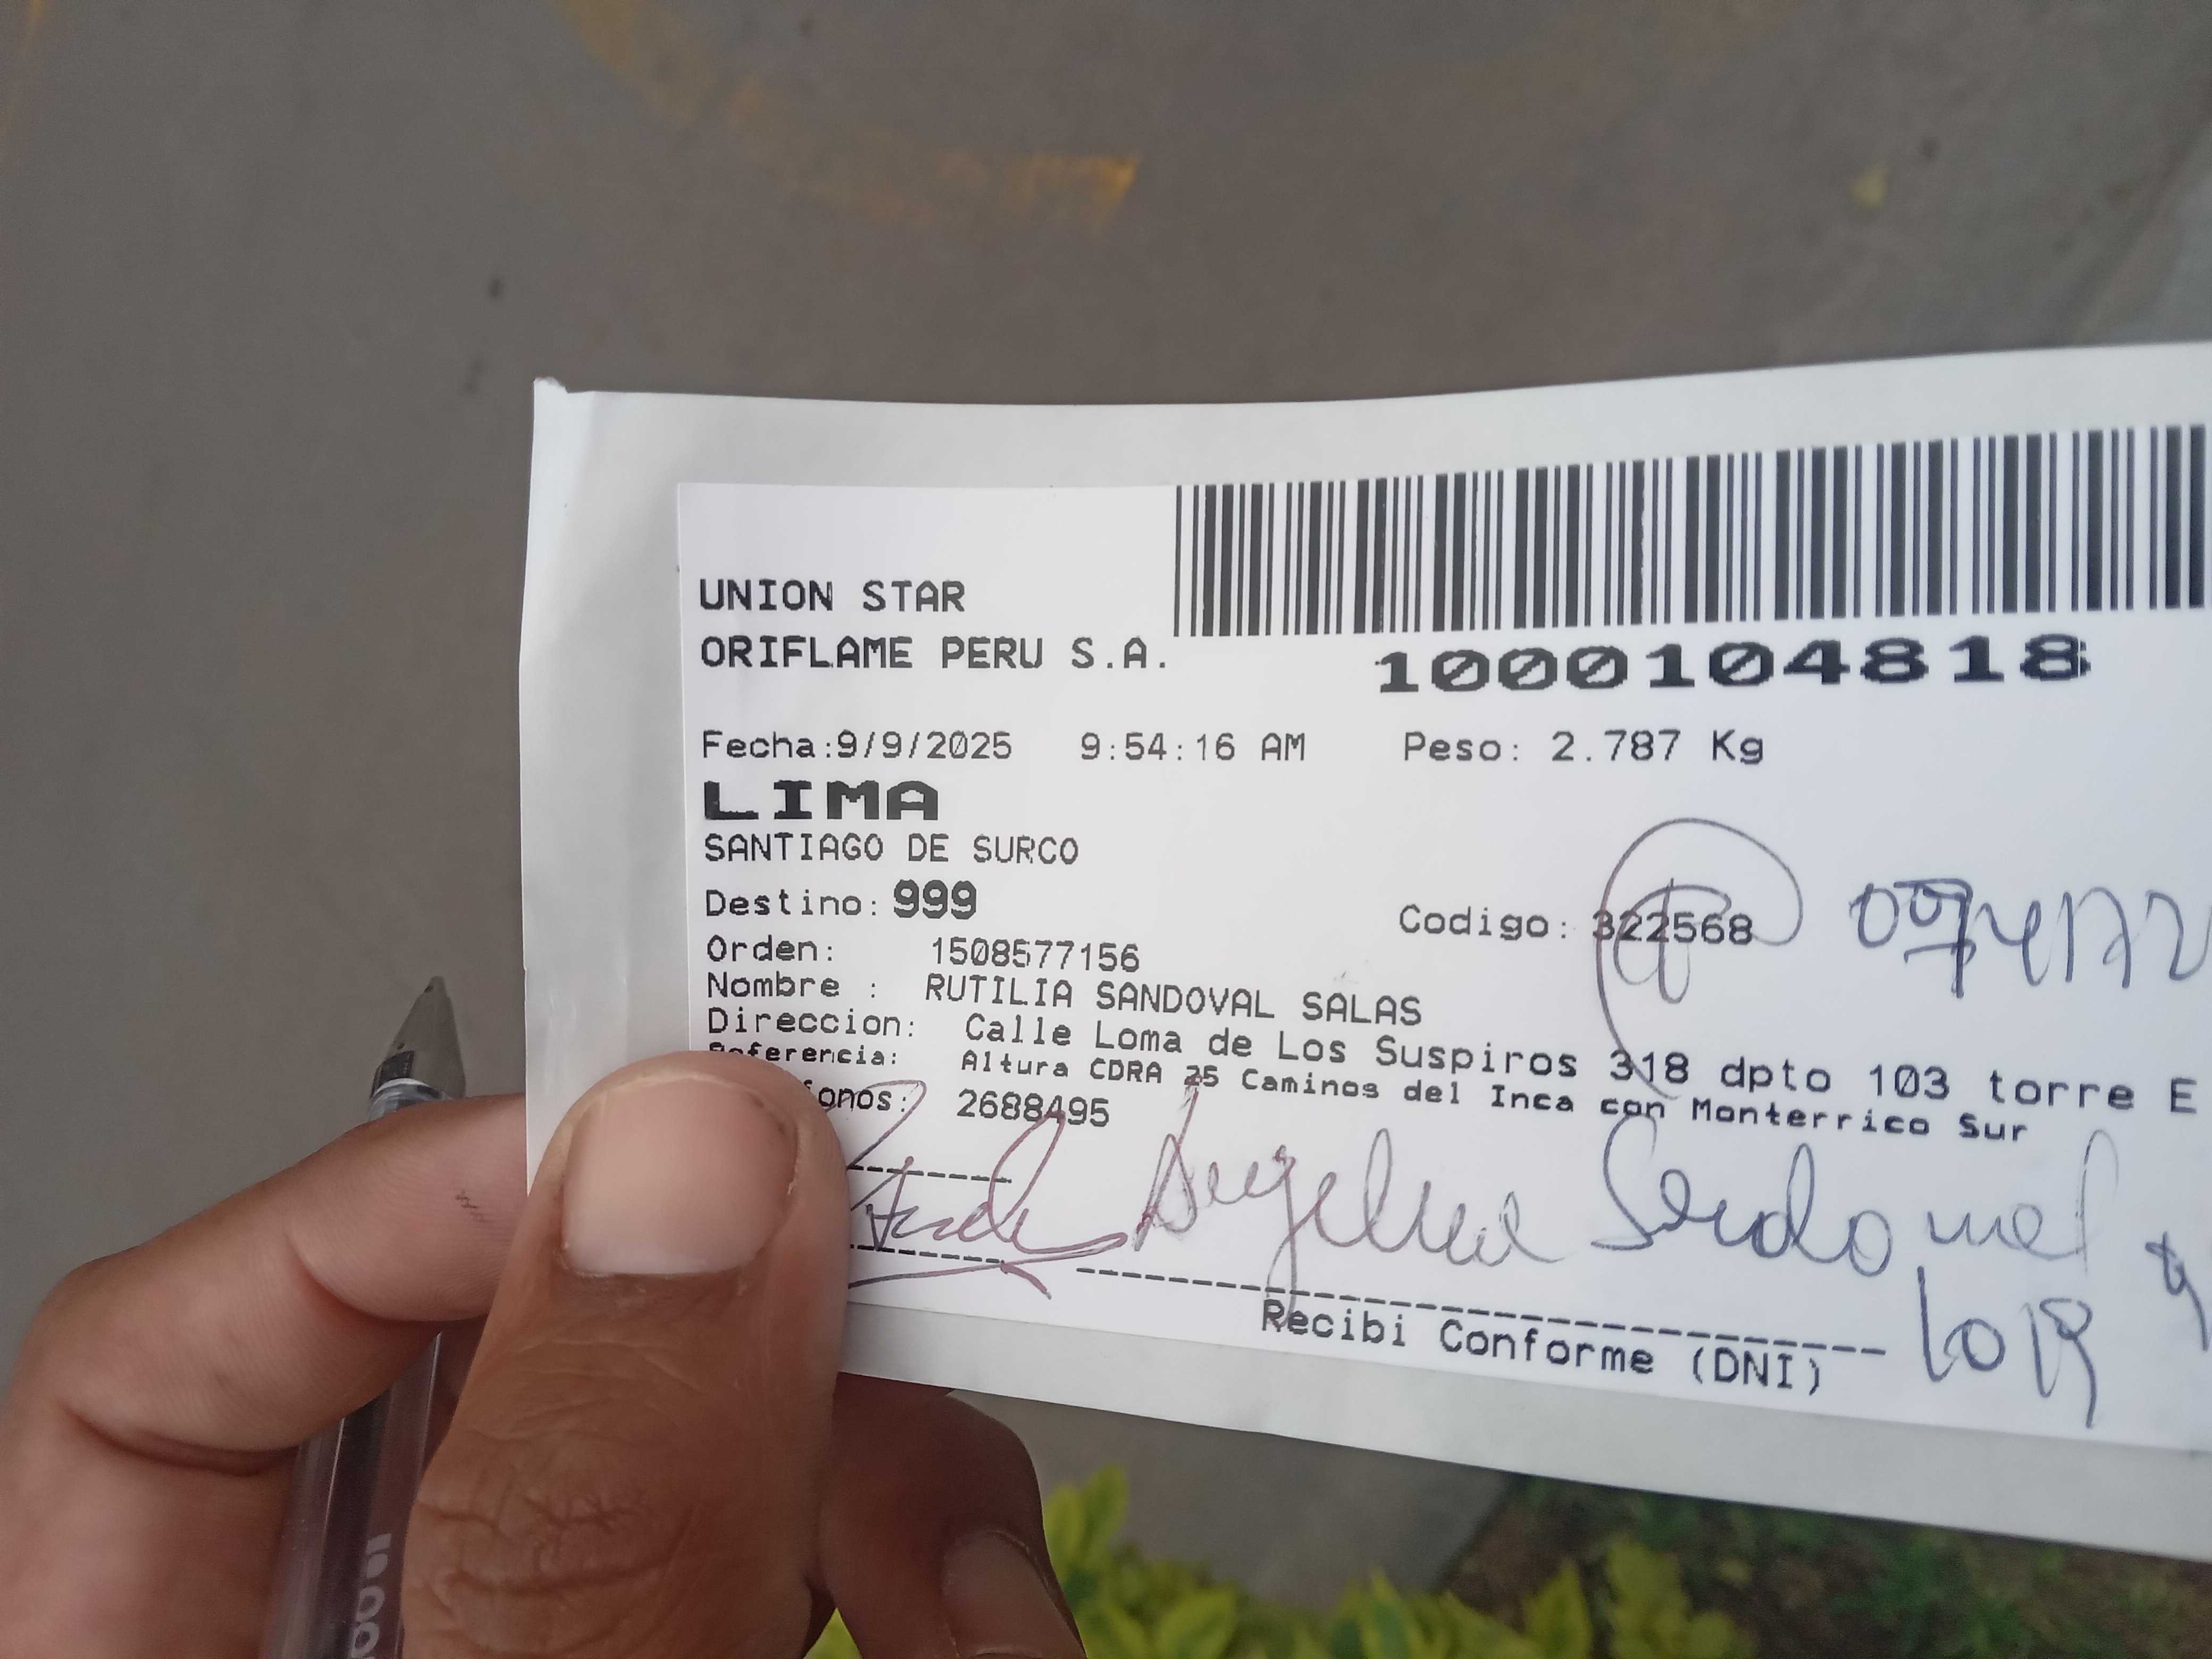 UNION STAR
ORIFLAME PERU S.A.
1000104818
Fecha:9/9/2025 9:54:16 AM Peso: 2.787 Kg
LIMA
SANTIAGO DE SURCO
Destino: 999
Codigo: 322568
Orden: 1508577156
Nombre : RUTILIA SANDOVAL SALAS
Direccion: Calle Loma de Los Suspiros 318 dpto 103 torre E
Referencia: Altura CDRA 25 Caminos del Inca con Monterrico Sur
2688495
Recibi Conforme (DNI)